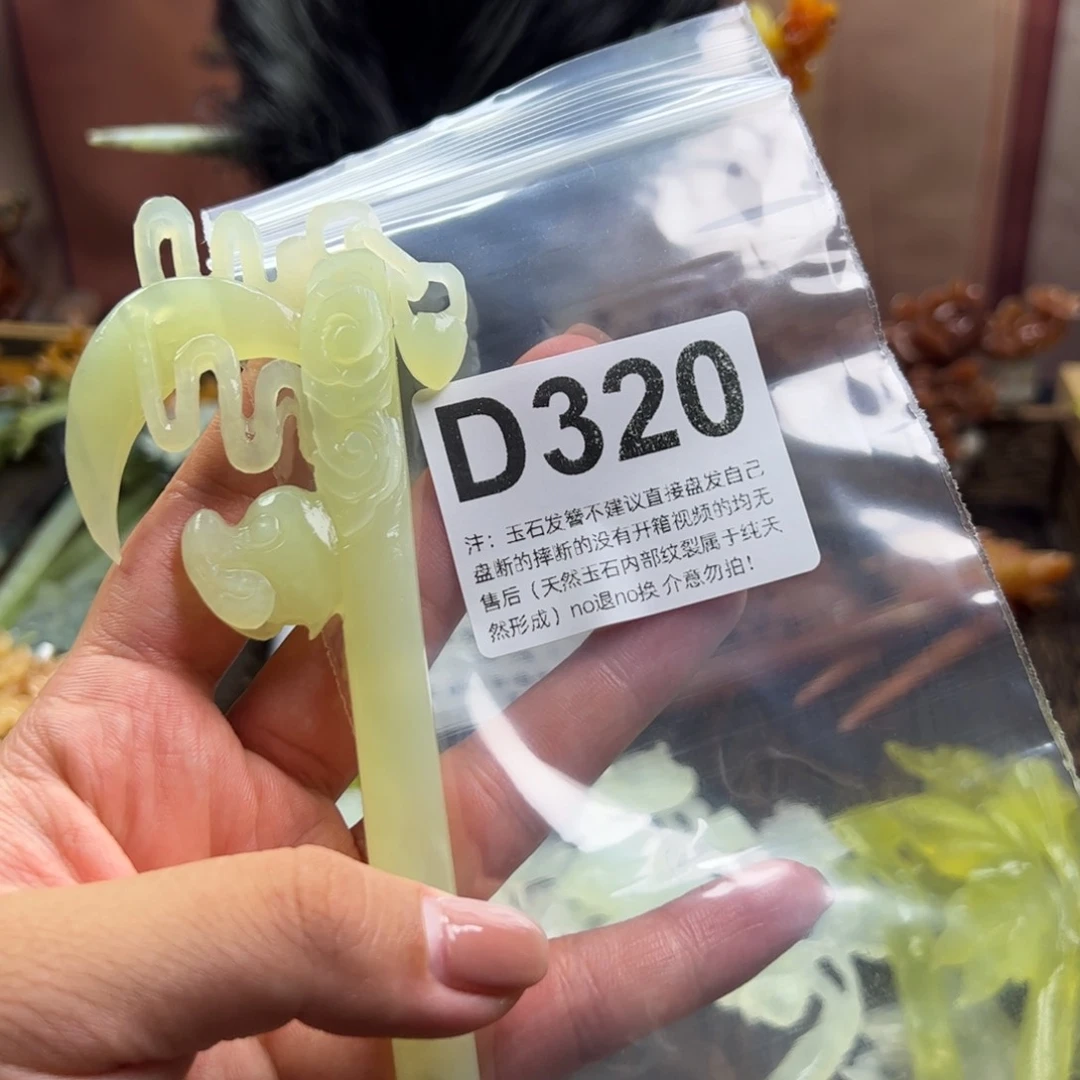 D320
注：玉石发簪不建议直接盘发自己
盘断的摔断的没有开箱视频的均无
售后（天然玉石内部纹裂属于纯天
然形成）no退no换 介意勿拍！